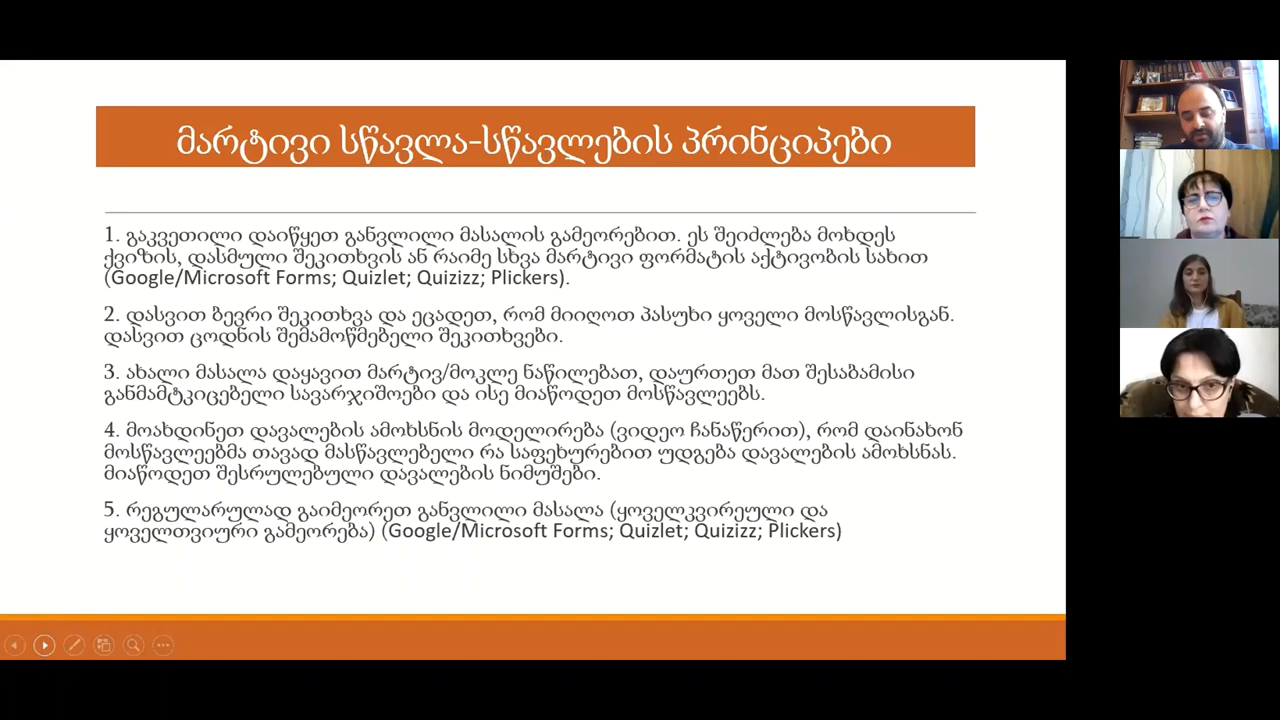 მარტივი სწავლა-სწავლების პრინციპები
1. გაკვეთილი დაიწყეთ განვლილი მასალის გამეორებით. ეს შეიძლება მოხდეს
ქვიზის, დასმული შეკითხვის ან რაიმე სხვა მარტივი ფორმატის აქტივობის სახით
(Google/Microsoft Forms; Quizlet; Quizizz; Plickers).
2. დასვით ბევრი შეკითხვა და ეცადეთ, რომ მიიღოთ პასუხი ყოველი მოსწავლისგან.
დასვით ცოდნის შემამოწმებელი შეკითხვები.
3. ახალი მასალა დაყავით მარტივ/მოკლე ნაწილებათ, დაურთეთ მათ შესაბამისი
განმამტკიცებელი სავარჯიშოები და ისე მიაწოდეთ მოსწავლეებს.
4. მოახდინეთ დავალების ამოხსნის მოდელირება (ვიდეო ჩანაწერით), რომ დაინახონ
მოსწავლეებმა თავად მასწავლებელი რა საფეხურებით უდგება დავალების ამოხსნას.
მიაწოდეთ შესრულებული დავალების ნიმუშები.
5. რეგულარულად გაიმეორეთ განვლილი მასალა (ყოველკვირეული და
ყოველთვიური გამეორება) (Google/Microsoft Forms; Quizlet; Quizizz; Plickers)